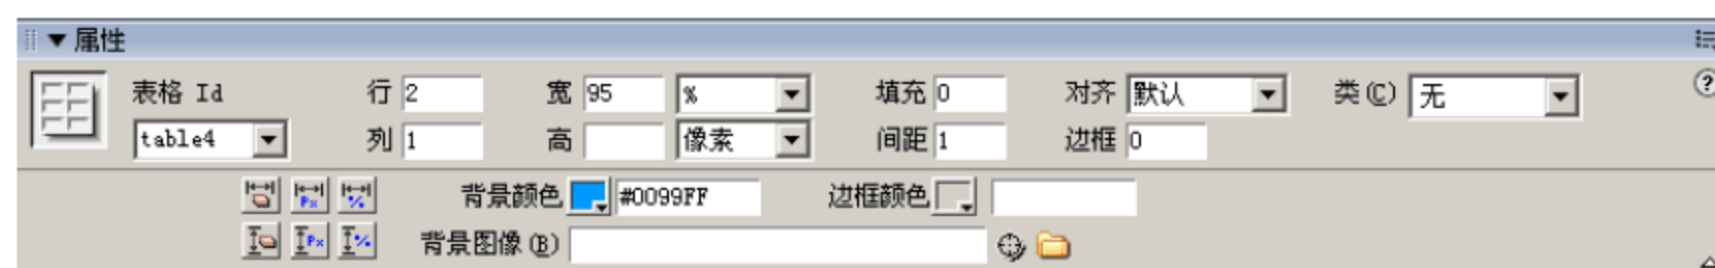 属性
表格 Id 行 2 宽 95 % 填充 0 对齐 默认 类(C) 无
table4 列 1 高 像素 间距 1 边框 0
Px % 背景颜色 #0099FF 边框颜色
Px % 背景图像(B)